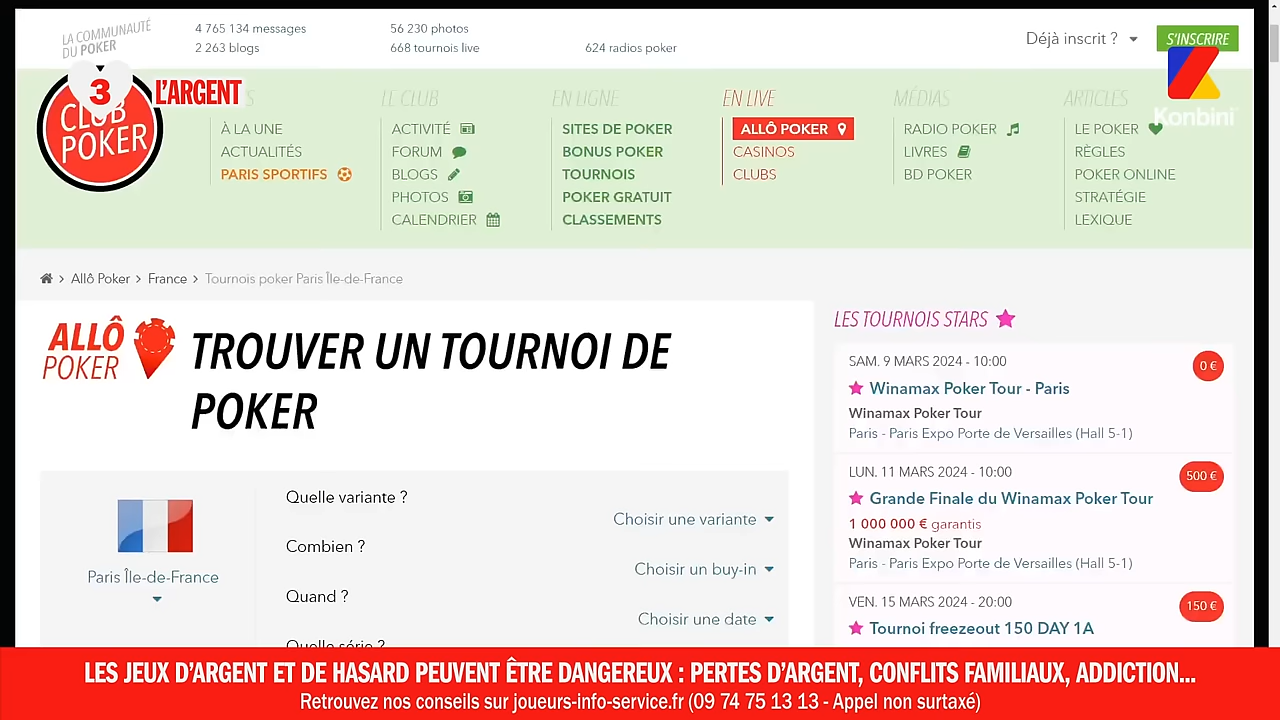 LA COMMUNAUTÉ
DU POKER
4 765 134 messages
2 263 blogs
56 230 photos
668 tournois live
624 radios poker
Déjà inscrit ?
S'INSCRIRE
Konbini
3
L'ARGENT
CLUB
POKER
À LA UNE
ACTUALITÉS
PARIS SPORTIFS
LE CLUB
ACTIVITÉ
FORUM
BLOGS
PHOTOS
CALENDRIER
EN LIGNE
SITES DE POKER
BONUS POKER
TOURNOIS
POKER GRATUIT
CLASSEMENTS
EN LIVE
ALLÔ POKER
CASINOS
CLUBS
MÉDIAS
RADIO POKER
LIVRES
BD POKER
ARTICLES
LE POKER
RÈGLES
POKER ONLINE
STRATÉGIE
LEXIQUE
Allô Poker > France > Tournois poker Paris Île-de-France
ALLÔ
POKER
TROUVER UN TOURNOI DE
POKER
Paris Île-de-France
Quelle variante ?
Choisir une variante
Combien ?
Choisir un buy-in
Quand ?
Choisir une date
Quelle série ?
LES TOURNOIS STARS
SAM. 9 MARS 2024 - 10:00
0 €
Winamax Poker Tour - Paris
Winamax Poker Tour
Paris - Paris Expo Porte de Versailles (Hall 5-1)
LUN. 11 MARS 2024 - 10:00
500 €
Grande Finale du Winamax Poker Tour
1 000 000 € garantis
Winamax Poker Tour
Paris - Paris Expo Porte de Versailles (Hall 5-1)
VEN. 15 MARS 2024 - 20:00
150 €
Tournoi freezeout 150 DAY 1A
LES JEUX D'ARGENT ET DE HASARD PEUVENT ÊTRE DANGEREUX : PERTES D'ARGENT, CONFLITS FAMILIAUX, ADDICTION...
Retrouvez nos conseils sur joueurs-info-service.fr (09 74 75 13 13 - Appel non surtaxé)